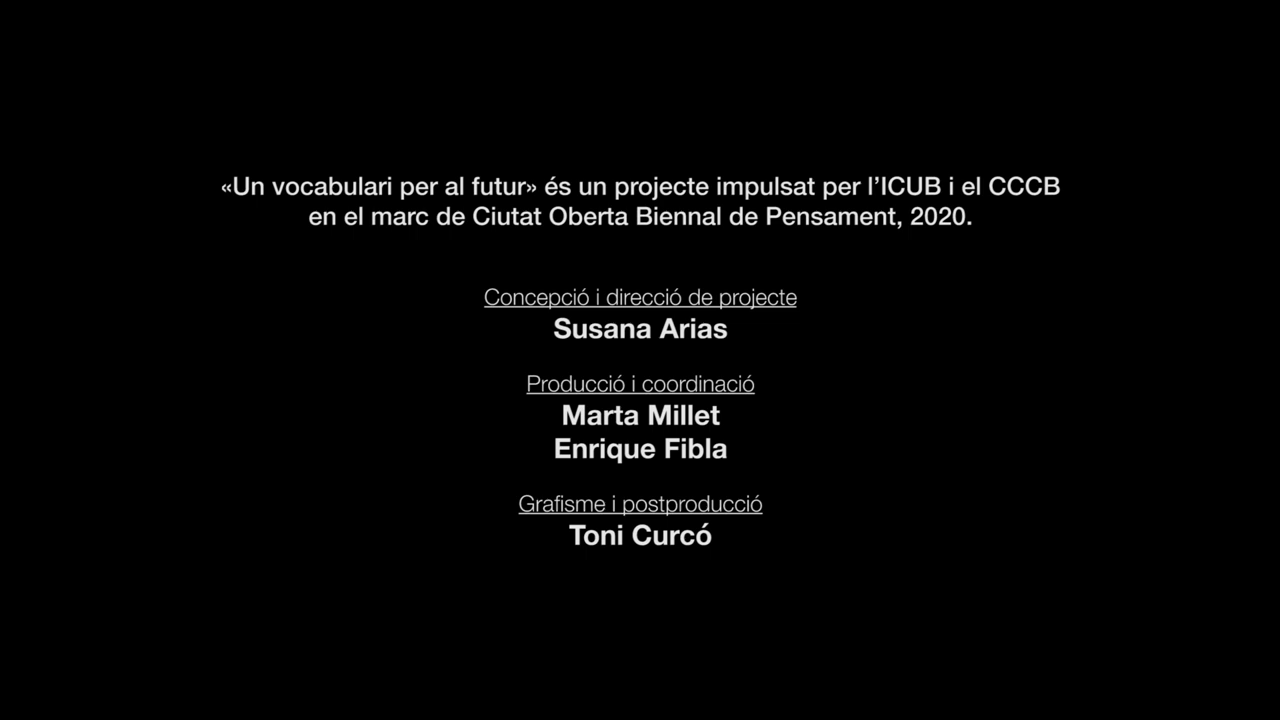 «Un vocabulari per al futur» és un projecte impulsat per l’ICUB i el CCCB
en el marc de Ciutat Oberta Biennal de Pensament, 2020.
Concepció i direcció de projecte
Susana Arias
Producció i coordinació
Marta Millet
Enrique Fibla
Grafisme i postproducció
Toni Curcó